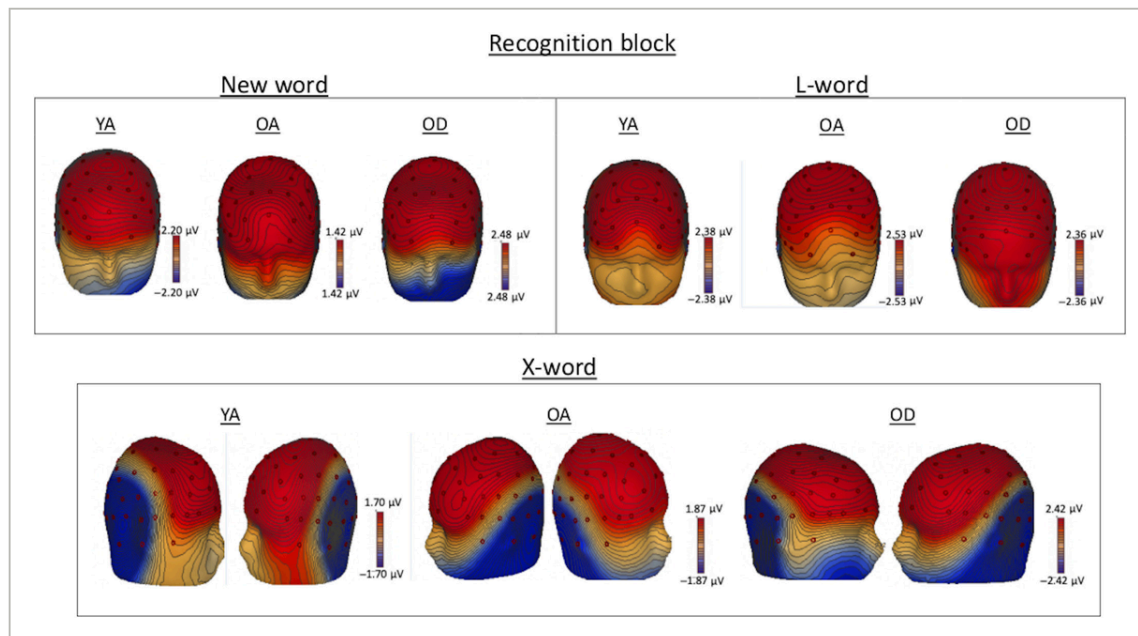 Recognition block
New word
L-word
YA
OA
OD
YA
OA
OD
2.20 µV
−2.20 µV
1.42 µV
1.42 µV
2.48 µV
2.48 µV
2.38 µV
−2.38 µV
2.53 µV
−2.53 µV
2.36 µV
−2.36 µV
X-word
YA
OA
OD
1.70 µV
−1.70 µV
1.87 µV
−1.87 µV
2.42 µV
−2.42 µV